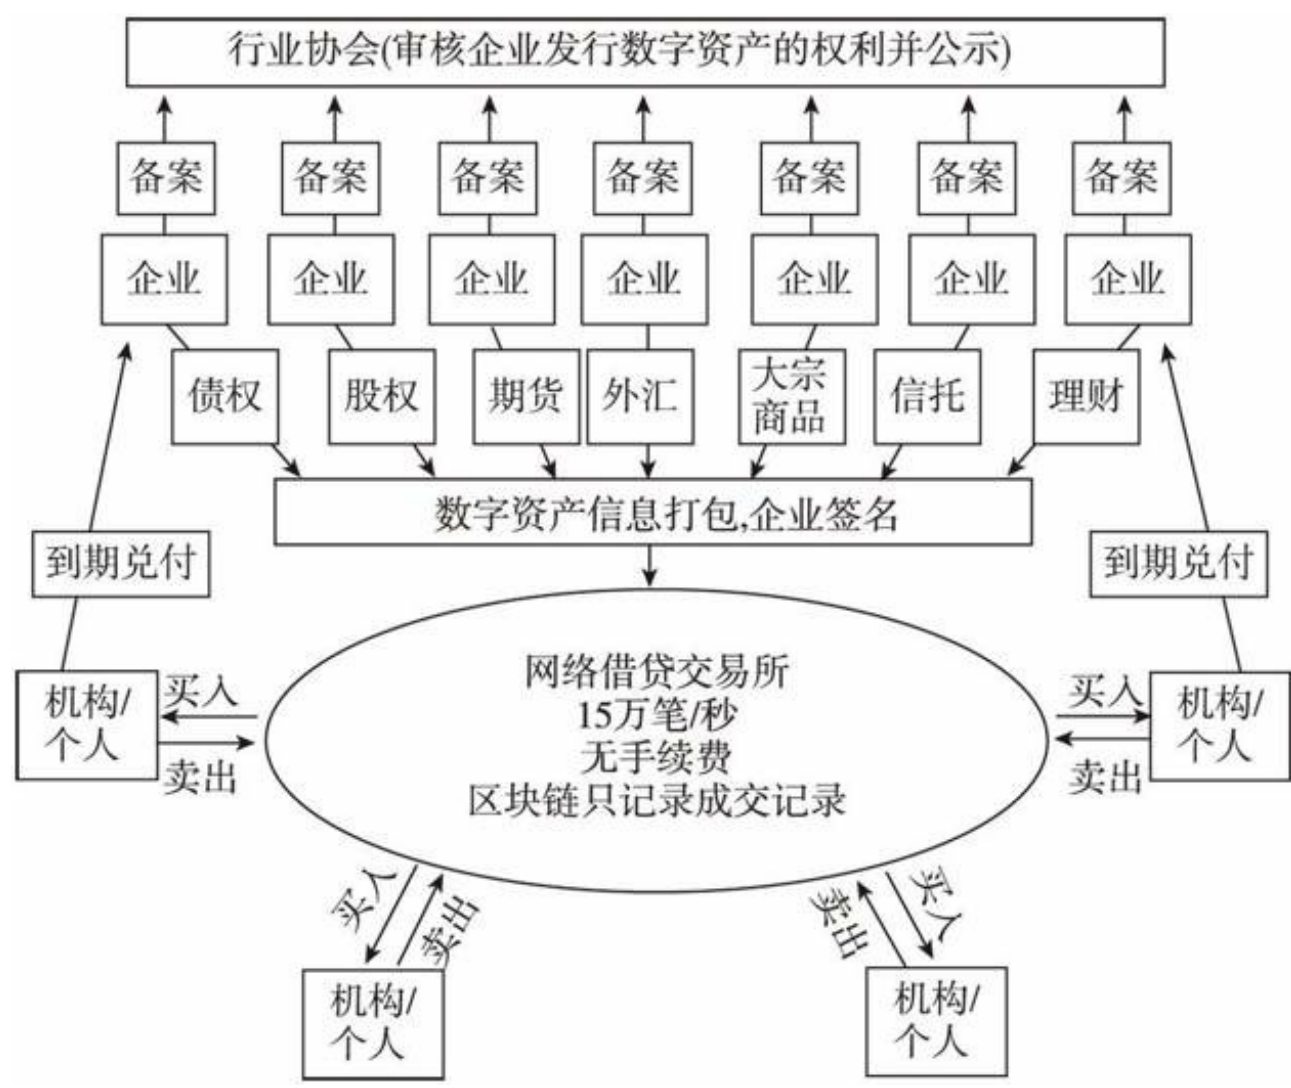 行业协会(审核企业发行数字资产的权利并公示)
备案
备案
备案
备案
备案
备案
备案
企业
企业
企业
企业
企业
企业
企业
债权
股权
期货
外汇
大宗
商品
信托
理财
数字资产信息打包,企业签名
到期兑付
到期兑付
网络借贷交易所
15万笔/秒
无手续费
区块链只记录成交记录
机构/
个人
买入
卖出
买入
卖出
机构/
个人
买入
卖出
卖出
买入
机构/
个人
机构/
个人